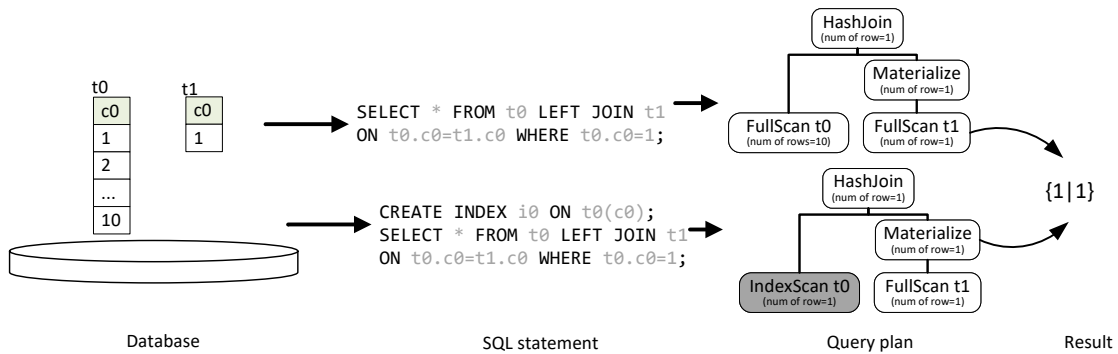 t0
c0
1
2
...
10
t1
c0
1
SELECT * FROM t0 LEFT JOIN t1
ON t0.c0=t1.c0 WHERE t0.c0=1;
HashJoin
(num of row=1)
Materialize
(num of row=1)
FullScan t0
(num of rows=10)
FullScan t1
(num of row=1)
CREATE INDEX i0 ON t0(c0);
SELECT * FROM t0 LEFT JOIN t1
ON t0.c0=t1.c0 WHERE t0.c0=1;
HashJoin
(num of row=1)
Materialize
(num of row=1)
IndexScan t0
(num of row=1)
FullScan t1
(num of row=1)
{1|1}
Database
SQL statement
Query plan
Result